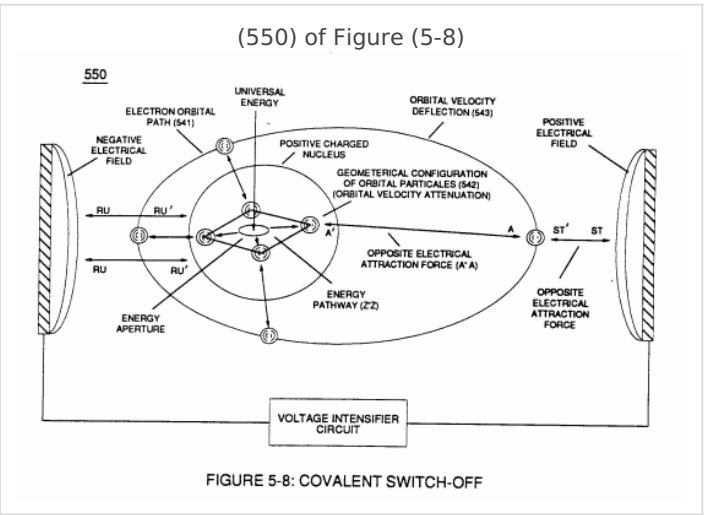 (550) of Figure (5-8)
550
UNIVERSAL
ENERGY
ELECTRON ORBITAL
PATH (541)
ORBITAL VELOCITY
DEFLECTION (543)
NEGATIVE
ELECTRICAL
FIELD
POSITIVE CHARGED
NUCLEUS
POSITIVE
ELECTRICAL
FIELD
GEOMETERICAL CONFIGURATION
OF ORBITAL PARTICALES (542)
(ORBITAL VELOCITY ATTENUATION)
RU RU'
A'
A
ST' ST
OPPOSITE ELECTRICAL
ATTRACTION FORCE (A' A)
RU RU'
ENERGY
PATHWAY (Z'Z)
OPPOSITE
ELECTRICAL
ATTRACTION
FORCE
ENERGY
APERTURE
VOLTAGE INTENSIFIER
CIRCUIT
FIGURE 5-8: COVALENT SWITCH-OFF